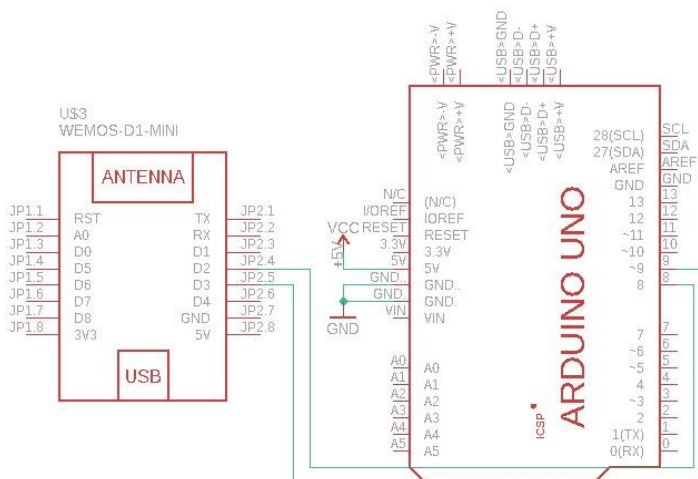 U$3
WEMOS-D1-MINI
ANTENNA
JP1.1 RST TX JP2.1
JP1.2 A0 RX JP2.2
JP1.3 D0 D1 JP2.3
JP1.4 D5 D2 JP2.4
JP1.5 D6 D3 JP2.5
JP1.6 D7 D4 JP2.6
JP1.7 D8 GND JP2.7
JP1.8 3V3 5V JP2.8
USB
<PWR>-V
<PWR>+V
<USB>GND
<USB>D-
<USB>D+
<USB>+V
<PWR>-V
<PWR>+V
<USB>GND
<USB>D-
<USB>D+
<USB>+V
N/C (N/C)
I/OREF IOREF
RESET RESET
3.3V 3.3V
5V 5V
GND.. GND..
GND. GND.
VIN VIN
VCC
+5V
GND
A0 A0
A1 A1
A2 A2
A3 A3
A4 A4
A5 A5
ARDUINO UNO
ICSP
28(SCL) SCL
27(SDA) SDA
AREF AREF
GND GND
13 13
12 12
~11 11
~10 10
~9 9
8 8
7 7
~6 6
~5 5
4 4
~3 3
2 2
1(TX) 1
0(RX) 0